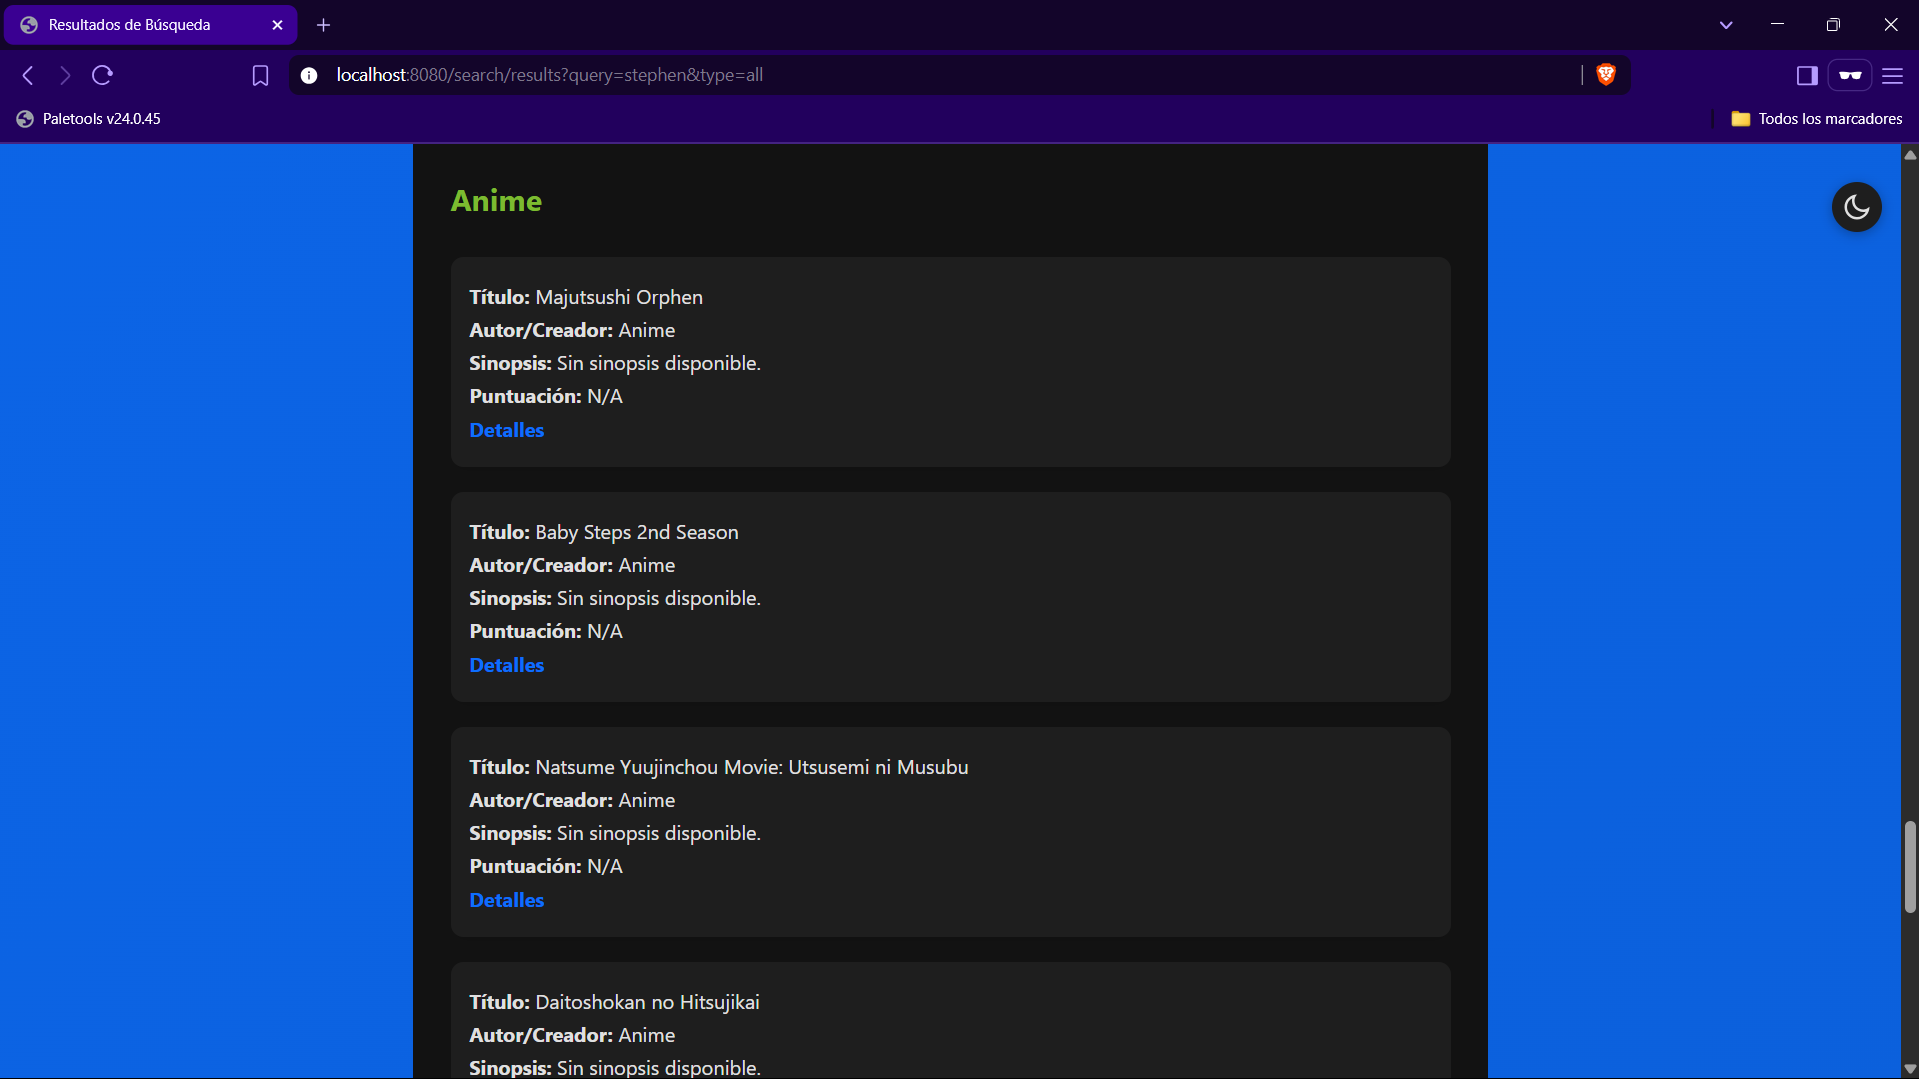 Resultados de Búsqueda
localhost:8080/search/results?query=stephen&type=all
Paletools v24.0.45
Todos los marcadores
Anime
Título: Majutsushi Orphen
Autor/Creador: Anime
Sinopsis: Sin sinopsis disponible.
Puntuación: N/A
Detalles
Título: Baby Steps 2nd Season
Autor/Creador: Anime
Sinopsis: Sin sinopsis disponible.
Puntuación: N/A
Detalles
Título: Natsume Yuujinchou Movie: Utsusemi ni Musubu
Autor/Creador: Anime
Sinopsis: Sin sinopsis disponible.
Puntuación: N/A
Detalles
Título: Daitoshokan no Hitsujikai
Autor/Creador: Anime
Sinopsis: Sin sinopsis disponible.